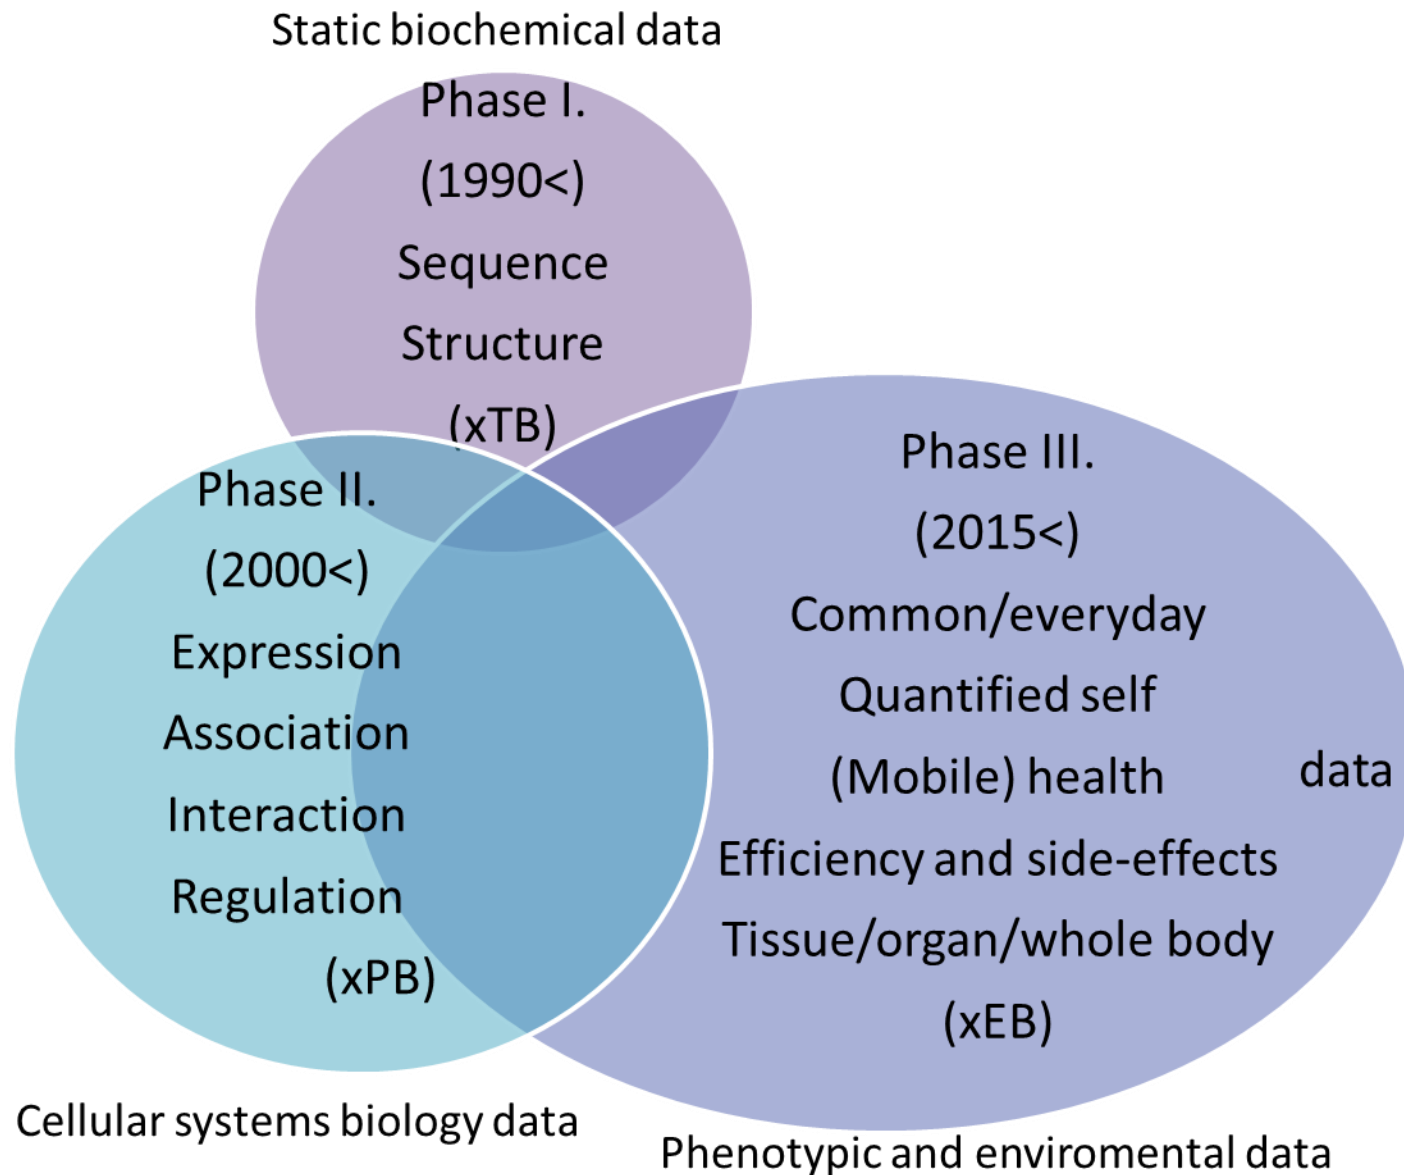 Static biochemical data
Phase I.
(1990<)
Sequence
Structure
(xTB)
Phase II.
(2000<)
Expression
Association
Interaction
Regulation
(xPB)
Cellular systems biology data
Phase III.
(2015<)
Common/everyday
Quantified self
(Mobile) health data
Efficiency and side-effects
Tissue/organ/whole body
(xEB)
Phenotypic and enviromental data